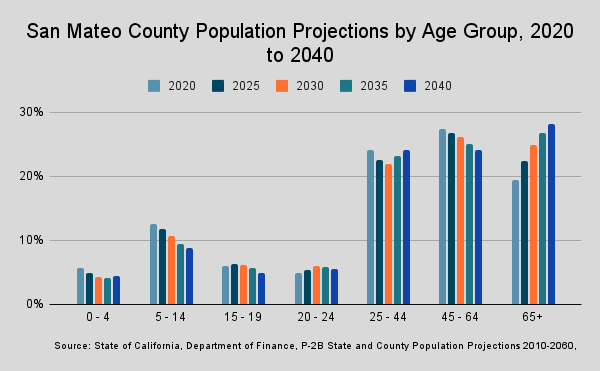 San Mateo County Population Projections by Age Group, 2020
to 2040
2020 2025 2030 2035 2040
30%
20%
10%
0%
0 - 4 5 - 14 15 - 19 20 - 24 25 - 44 45 - 64 65+
Source: State of California, Department of Finance, P-2B State and County Population Projections 2010-2060,